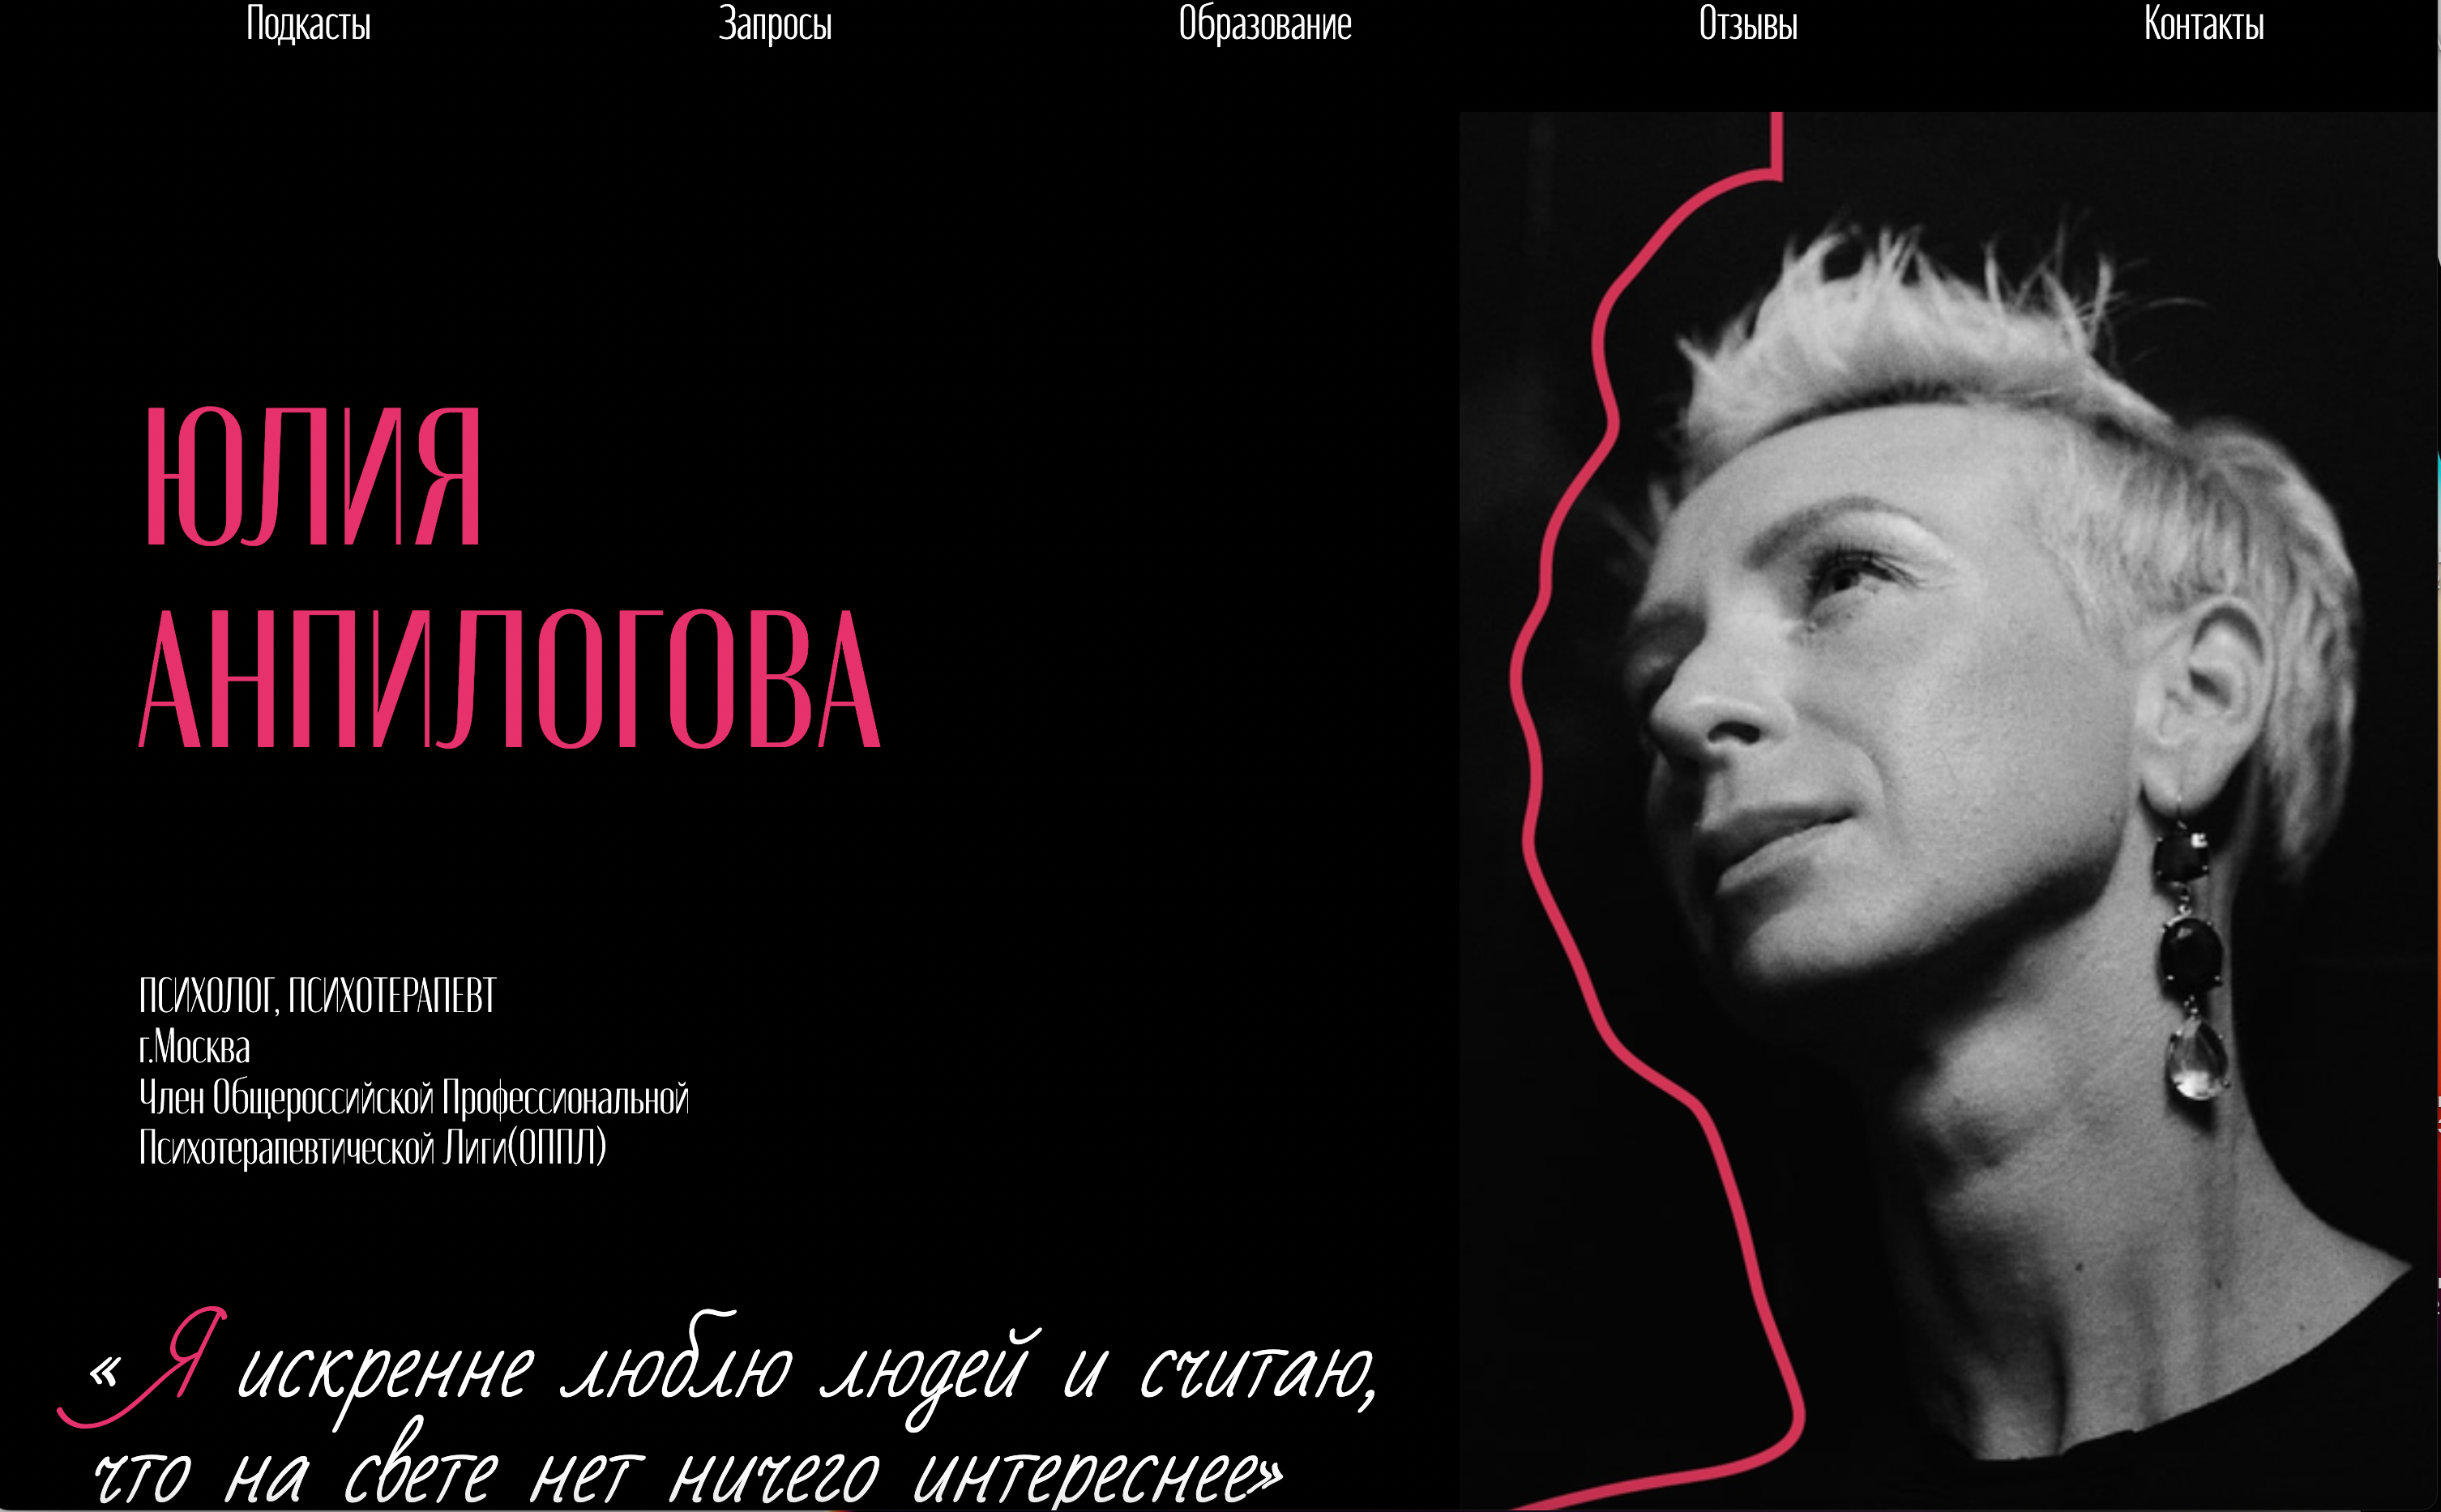 Подкасты Запросы Образование Отзывы Контакты
ЮЛИЯ
АНПИЛОГОВА
ПСИХОЛОГ, ПСИХОТЕРАПЕВТ
г.Москва
Член Общероссийской Профессиональной
Психотерапевтической Лиги(ОППЛ)
«Я искренне люблю людей и считаю,
что на свете нет ничего интереснее»